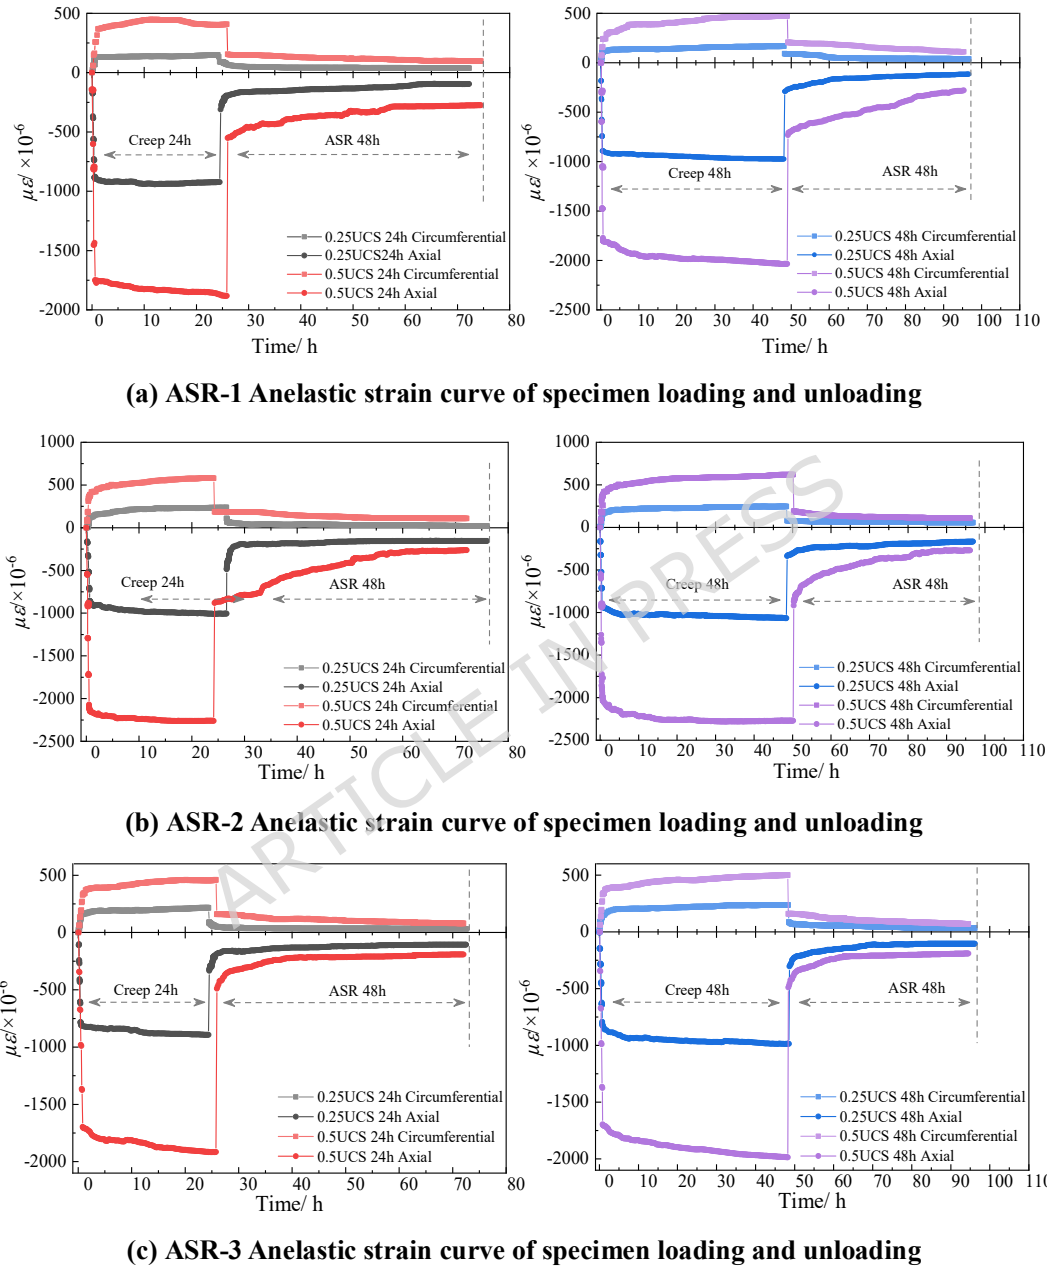 500
0
-500
-1000
-1500
-2000
με/×10⁻⁶
Creep 24h
ASR 48h
0.25UCS 24h Circumferential
0.25UCS24h Axial
0.5UCS 24h Circumferential
0.5UCS 24h Axial
0 10 20 30 40 50 60 70 80
Time/ h
500
0
-500
-1000
-1500
-2000
-2500
με/×10⁻⁶
Creep 48h
ASR 48h
0.25UCS 48h Circumferential
0.25UCS 48h Axial
0.5UCS 48h Circumferential
0.5UCS 48h Axial
0 10 20 30 40 50 60 70 80 90 100 110
Time/ h
(a) ASR-1 Anelastic strain curve of specimen loading and unloading
1000
500
0
-500
-1000
-1500
-2000
-2500
με/×10⁻⁶
Creep 24h
ASR 48h
0.25UCS 24h Circumferential
0.25UCS 24h Axial
0.5UCS 24h Circumferential
0.5UCS 24h Axial
0 10 20 30 40 50 60 70 80
Time/ h
1000
500
0
-500
-1000
-1500
-2000
-2500
με/×10⁻⁶
Creep 48h
ASR 48h
0.25UCS 48h Circumferential
0.25UCS 48h Axial
0.5UCS 48h Circumferential
0.5UCS 48h Axial
0 10 20 30 40 50 60 70 80 90 100 110
Time/ h
(b) ASR-2 Anelastic strain curve of specimen loading and unloading
ARTICLE IN PRESS
500
0
-500
-1000
-1500
-2000
με/×10⁻⁶
Creep 24h
ASR 48h
0.25UCS 24h Circumferential
0.25UCS 24h Axial
0.5UCS 24h Circumferential
0.5UCS 24h Axial
0 10 20 30 40 50 60 70 80
Time/ h
500
0
-500
-1000
-1500
-2000
με/×10⁻⁶
Creep 48h
ASR 48h
0.25UCS 48h Circumferential
0.25UCS 48h Axial
0.5UCS 48h Circumferential
0.5UCS 48h Axial
0 10 20 30 40 50 60 70 80 90 100
Time/ h
(c) ASR-3 Anelastic strain curve of specimen loading and unloading